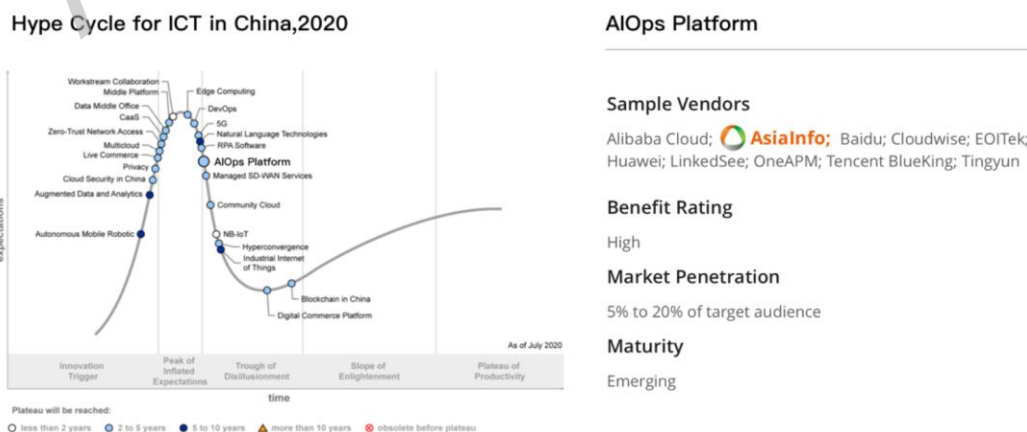 Hype Cycle for ICT in China,2020
expectations
Workstream Collaboration
Middle Platform
Data Middle Office
CaaS
Zero-Trust Network Access
Multicloud
Live Commerce
Privacy
Cloud Security in China
Augmented Data and Analytics
Autonomous Mobile Robotic
Edge Computing
DevOps
5G
Natural Language Technologies
RPA Software
AIOps Platform
Managed SD-WAN Services
Community Cloud
NB-IoT
Hyperconvergence
Industrial Internet
of Things
Blockchain in China
Digital Commerce Platform
As of July 2020
Innovation
Trigger
Peak of
Inflated
Expectations
Trough of
Disillusionment
Slope of
Enlightenment
Plateau of
Productivity
time
Plateau will be reached:
less than 2 years
2 to 5 years
5 to 10 years
more than 10 years
obsolete before plateau
AIOps Platform
Sample Vendors
Alibaba Cloud; AsiaInfo; Baidu; Cloudwise; EOITek;
Huawei; LinkedSee; OneAPM; Tencent BlueKing; Tingyun
Benefit Rating
High
Market Penetration
5% to 20% of target audience
Maturity
Emerging